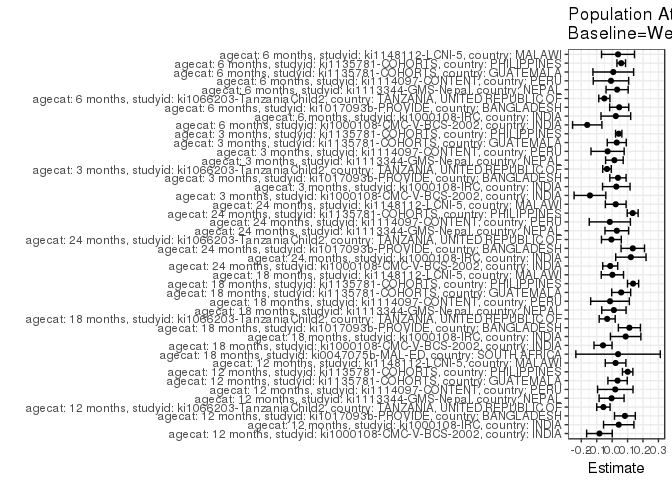 Population At
Baseline=We
agecat: 6 months, studyid: ki1148112-LCNI-5, country: MALAWI
agecat: 6 months, studyid: ki1135781-COHORTS, country: PHILIPPINES
agecat: 6 months, studyid: ki1135781-COHORTS, country: GUATEMALA
agecat: 6 months, studyid: ki1114097-CONTENT, country: PERU
agecat: 6 months, studyid: ki1113344-GMS-Nepal, country: NEPAL
agecat: 6 months, studyid: ki1066203-TanzaniaChild2, country: TANZANIA, UNITED REPUBLIC OF
agecat: 6 months, studyid: ki1017093b-PROVIDE, country: BANGLADESH
agecat: 6 months, studyid: ki1000108-IRC, country: INDIA
agecat: 6 months, studyid: ki1000108-CMC-V-BCS-2002, country: INDIA
agecat: 3 months, studyid: ki1135781-COHORTS, country: PHILIPPINES
agecat: 3 months, studyid: ki1135781-COHORTS, country: GUATEMALA
agecat: 3 months, studyid: ki1114097-CONTENT, country: PERU
agecat: 3 months, studyid: ki1113344-GMS-Nepal, country: NEPAL
agecat: 3 months, studyid: ki1066203-TanzaniaChild2, country: TANZANIA, UNITED REPUBLIC OF
agecat: 3 months, studyid: ki1017093b-PROVIDE, country: BANGLADESH
agecat: 3 months, studyid: ki1000108-IRC, country: INDIA
agecat: 3 months, studyid: ki1000108-CMC-V-BCS-2002, country: INDIA
agecat: 24 months, studyid: ki1148112-LCNI-5, country: MALAWI
agecat: 24 months, studyid: ki1135781-COHORTS, country: PHILIPPINES
agecat: 24 months, studyid: ki1114097-CONTENT, country: PERU
agecat: 24 months, studyid: ki1113344-GMS-Nepal, country: NEPAL
agecat: 24 months, studyid: ki1066203-TanzaniaChild2, country: TANZANIA, UNITED REPUBLIC OF
agecat: 24 months, studyid: ki1017093b-PROVIDE, country: BANGLADESH
agecat: 24 months, studyid: ki1000108-IRC, country: INDIA
agecat: 24 months, studyid: ki1000108-CMC-V-BCS-2002, country: INDIA
agecat: 18 months, studyid: ki1148112-LCNI-5, country: MALAWI
agecat: 18 months, studyid: ki1135781-COHORTS, country: PHILIPPINES
agecat: 18 months, studyid: ki1135781-COHORTS, country: GUATEMALA
agecat: 18 months, studyid: ki1114097-CONTENT, country: PERU
agecat: 18 months, studyid: ki1113344-GMS-Nepal, country: NEPAL
agecat: 18 months, studyid: ki1066203-TanzaniaChild2, country: TANZANIA, UNITED REPUBLIC OF
agecat: 18 months, studyid: ki1017093b-PROVIDE, country: BANGLADESH
agecat: 18 months, studyid: ki1000108-IRC, country: INDIA
agecat: 18 months, studyid: ki1000108-CMC-V-BCS-2002, country: INDIA
agecat: 18 months, studyid: ki0047075b-MAL-ED, country: SOUTH AFRICA
agecat: 12 months, studyid: ki1148112-LCNI-5, country: MALAWI
agecat: 12 months, studyid: ki1135781-COHORTS, country: PHILIPPINES
agecat: 12 months, studyid: ki1135781-COHORTS, country: GUATEMALA
agecat: 12 months, studyid: ki1114097-CONTENT, country: PERU
agecat: 12 months, studyid: ki1113344-GMS-Nepal, country: NEPAL
agecat: 12 months, studyid: ki1066203-TanzaniaChild2, country: TANZANIA, UNITED REPUBLIC OF
agecat: 12 months, studyid: ki1017093b-PROVIDE, country: BANGLADESH
agecat: 12 months, studyid: ki1000108-IRC, country: INDIA
agecat: 12 months, studyid: ki1000108-CMC-V-BCS-2002, country: INDIA
-0.20.10.00.10.20.3
Estimate